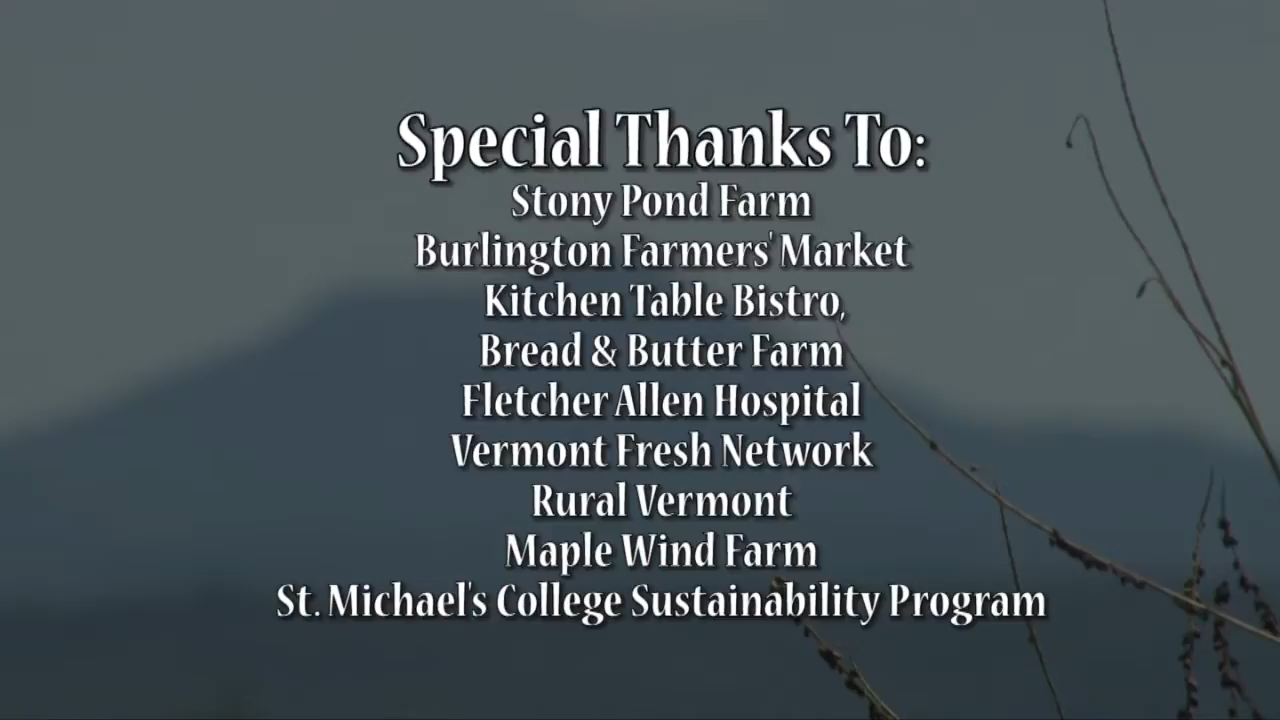 Special Thanks To:
Stony Pond Farm
Burlington Farmers' Market
Kitchen Table Bistro,
Bread & Butter Farm
Fletcher Allen Hospital
Vermont Fresh Network
Rural Vermont
Maple Wind Farm
St. Michael's College Sustainability Program